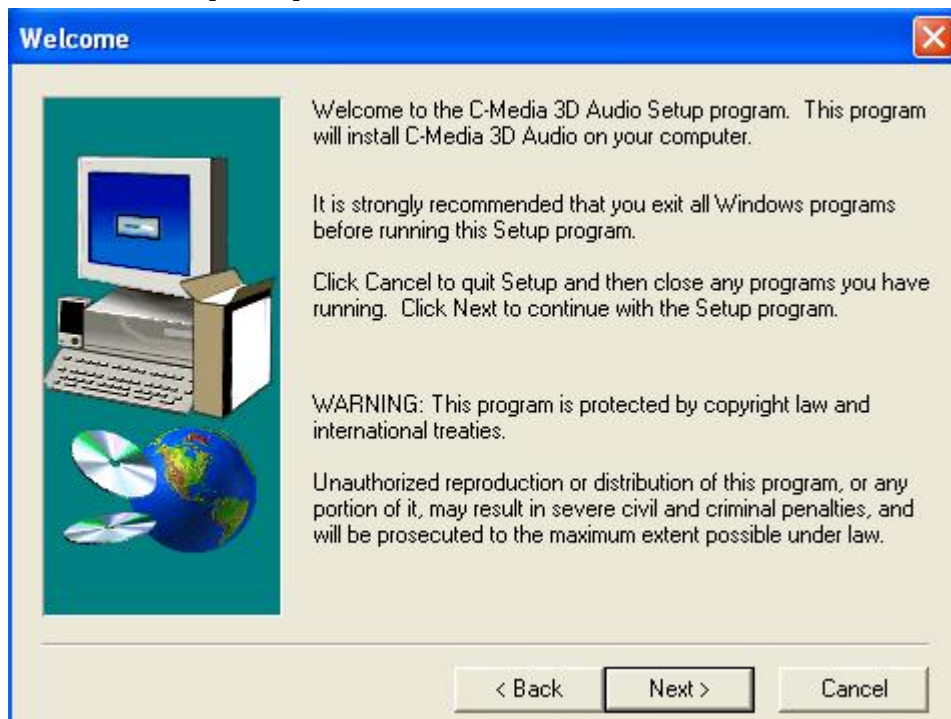 Welcome
Welcome to the C-Media 3D Audio Setup program.  This program
will install C-Media 3D Audio on your computer.
It is strongly recommended that you exit all Windows programs
before running this Setup program.
Click Cancel to quit Setup and then close any programs you have
running.  Click Next to continue with the Setup program.
WARNING: This program is protected by copyright law and
international treaties.
Unauthorized reproduction or distribution of this program, or any
portion of it, may result in severe civil and criminal penalties, and
will be prosecuted to the maximum extent possible under law.
< Back
Next >
Cancel